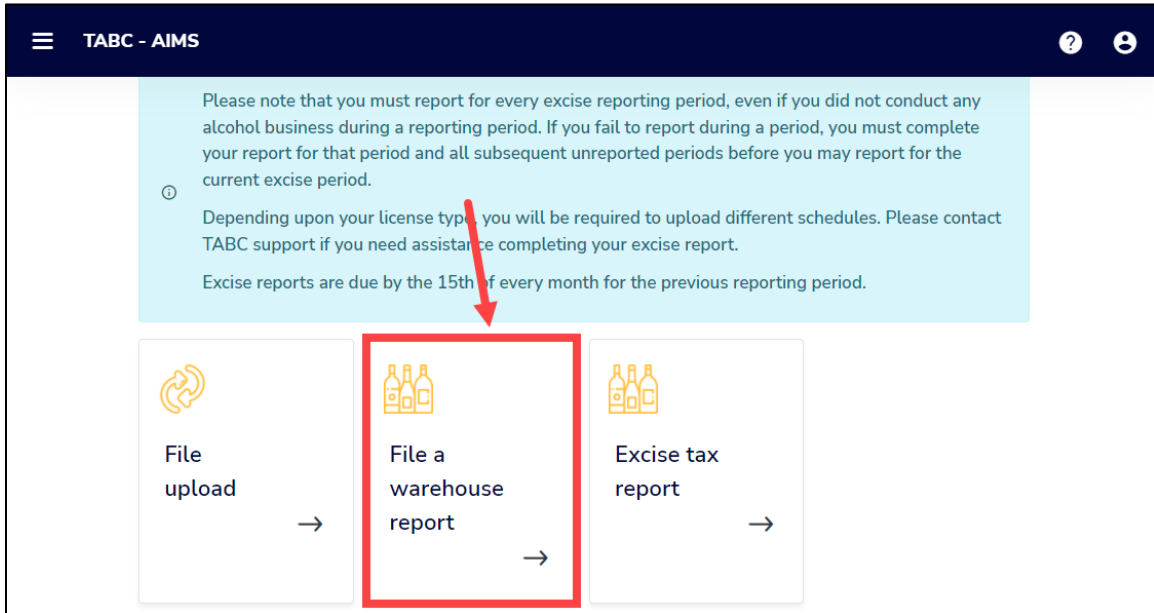 TABC - AIMS
Please note that you must report for every excise reporting period, even if you did not conduct any
alcohol business during a reporting period. If you fail to report during a period, you must complete
your report for that period and all subsequent unreported periods before you may report for the
current excise period.
Depending upon your license type, you will be required to upload different schedules. Please contact
TABC support if you need assistance completing your excise report.
Excise reports are due by the 15th of every month for the previous reporting period.
File
upload
File a
warehouse
report
Excise tax
report